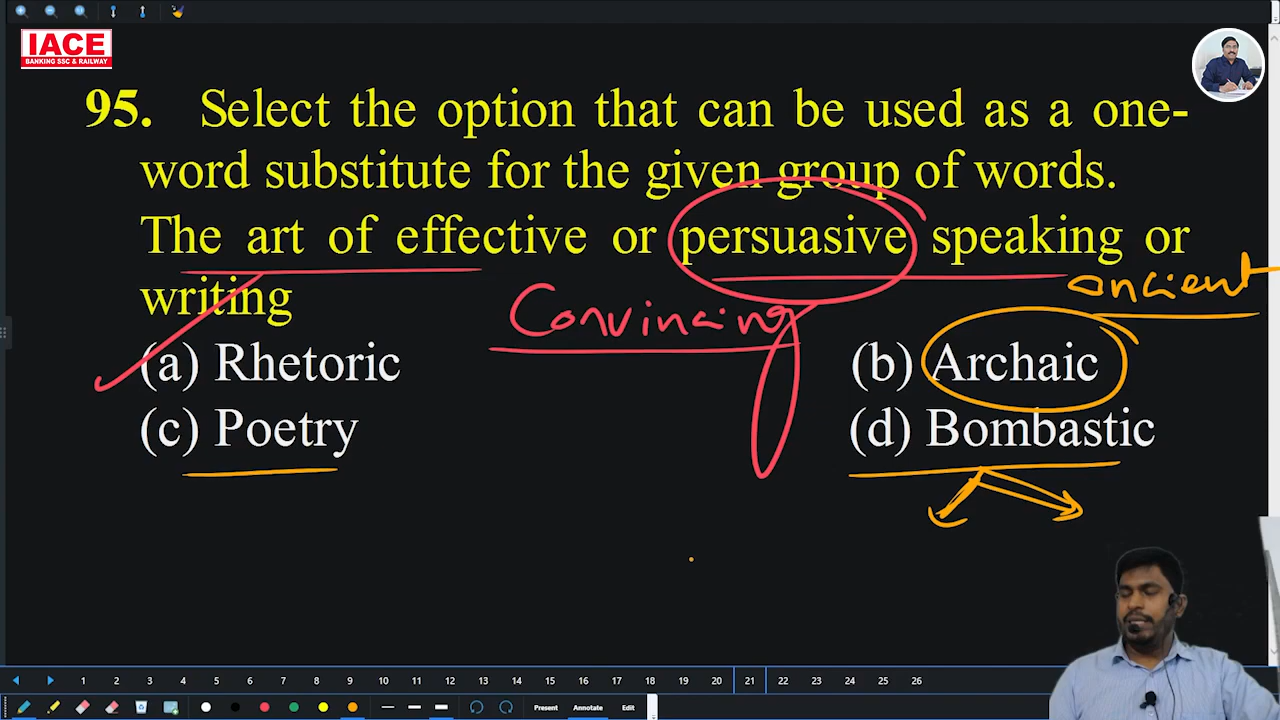 IACE
BANKING SSC & RAILWAY
95. Select the option that can be used as a one-
word substitute for the given group of words.
The art of effective or persuasive speaking or
writing
Convincing
ancient
(a) Rhetoric
(b) Archaic
(c) Poetry
(d) Bombastic
1 2 3 4 5 6 7 8 9 10 11 12 13 14 15 16 17 18 19 20 21 22 23 24 25 26
Present Annotate Edit